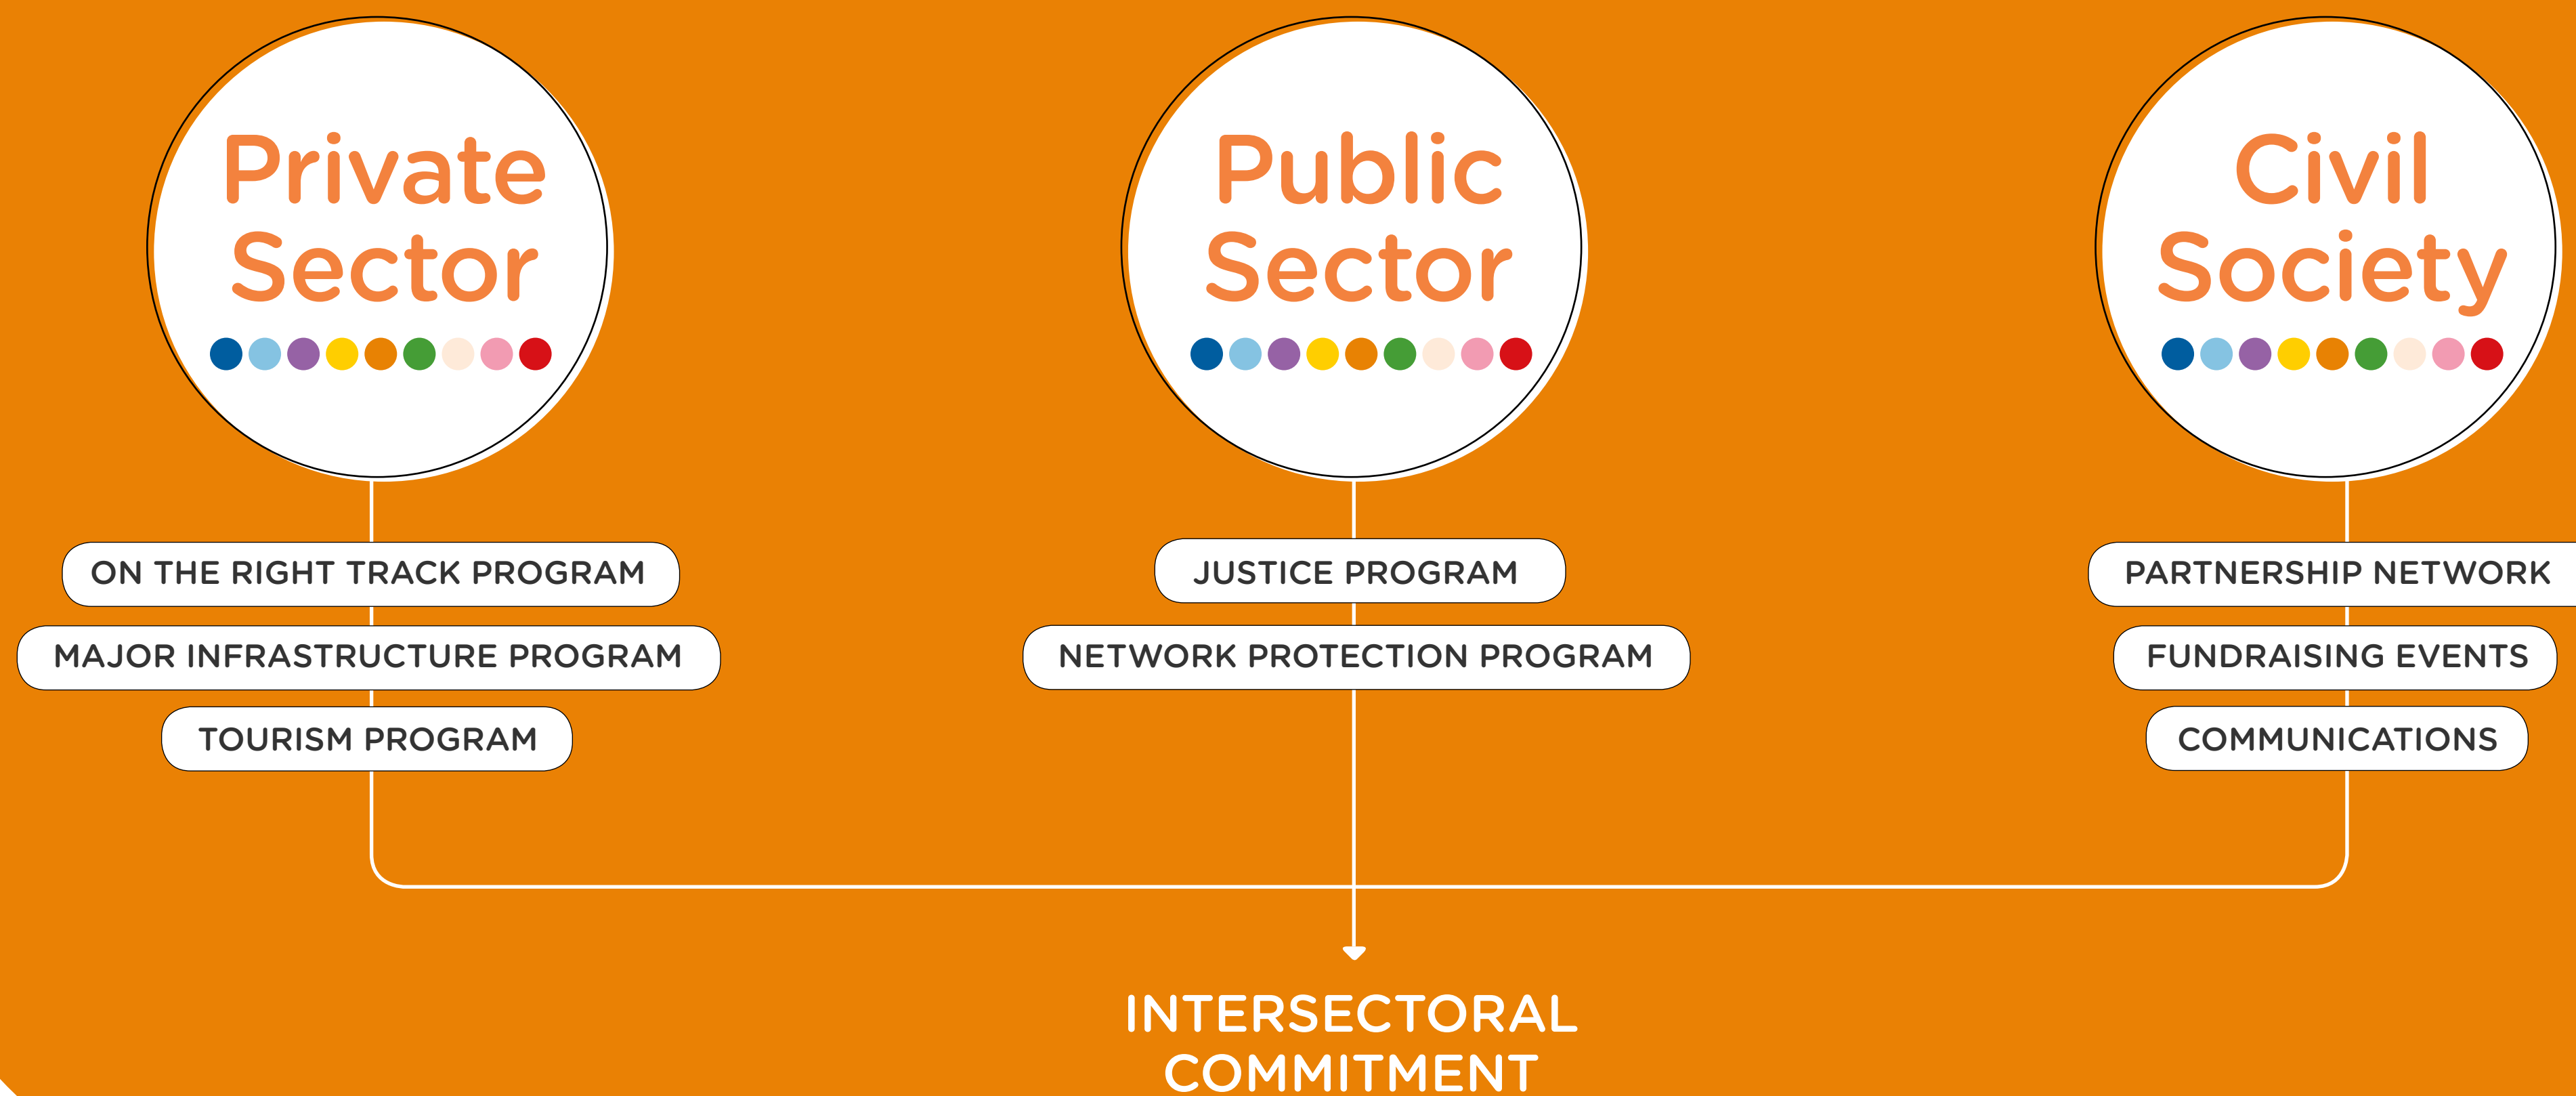 Private
Sector
ON THE RIGHT TRACK PROGRAM
MAJOR INFRASTRUCTURE PROGRAM
TOURISM PROGRAM
Public
Sector
JUSTICE PROGRAM
NETWORK PROTECTION PROGRAM
Civil
Society
PARTNERSHIP NETWORK
FUNDRAISING EVENTS
COMMUNICATIONS
INTERSECTORAL
COMMITMENT